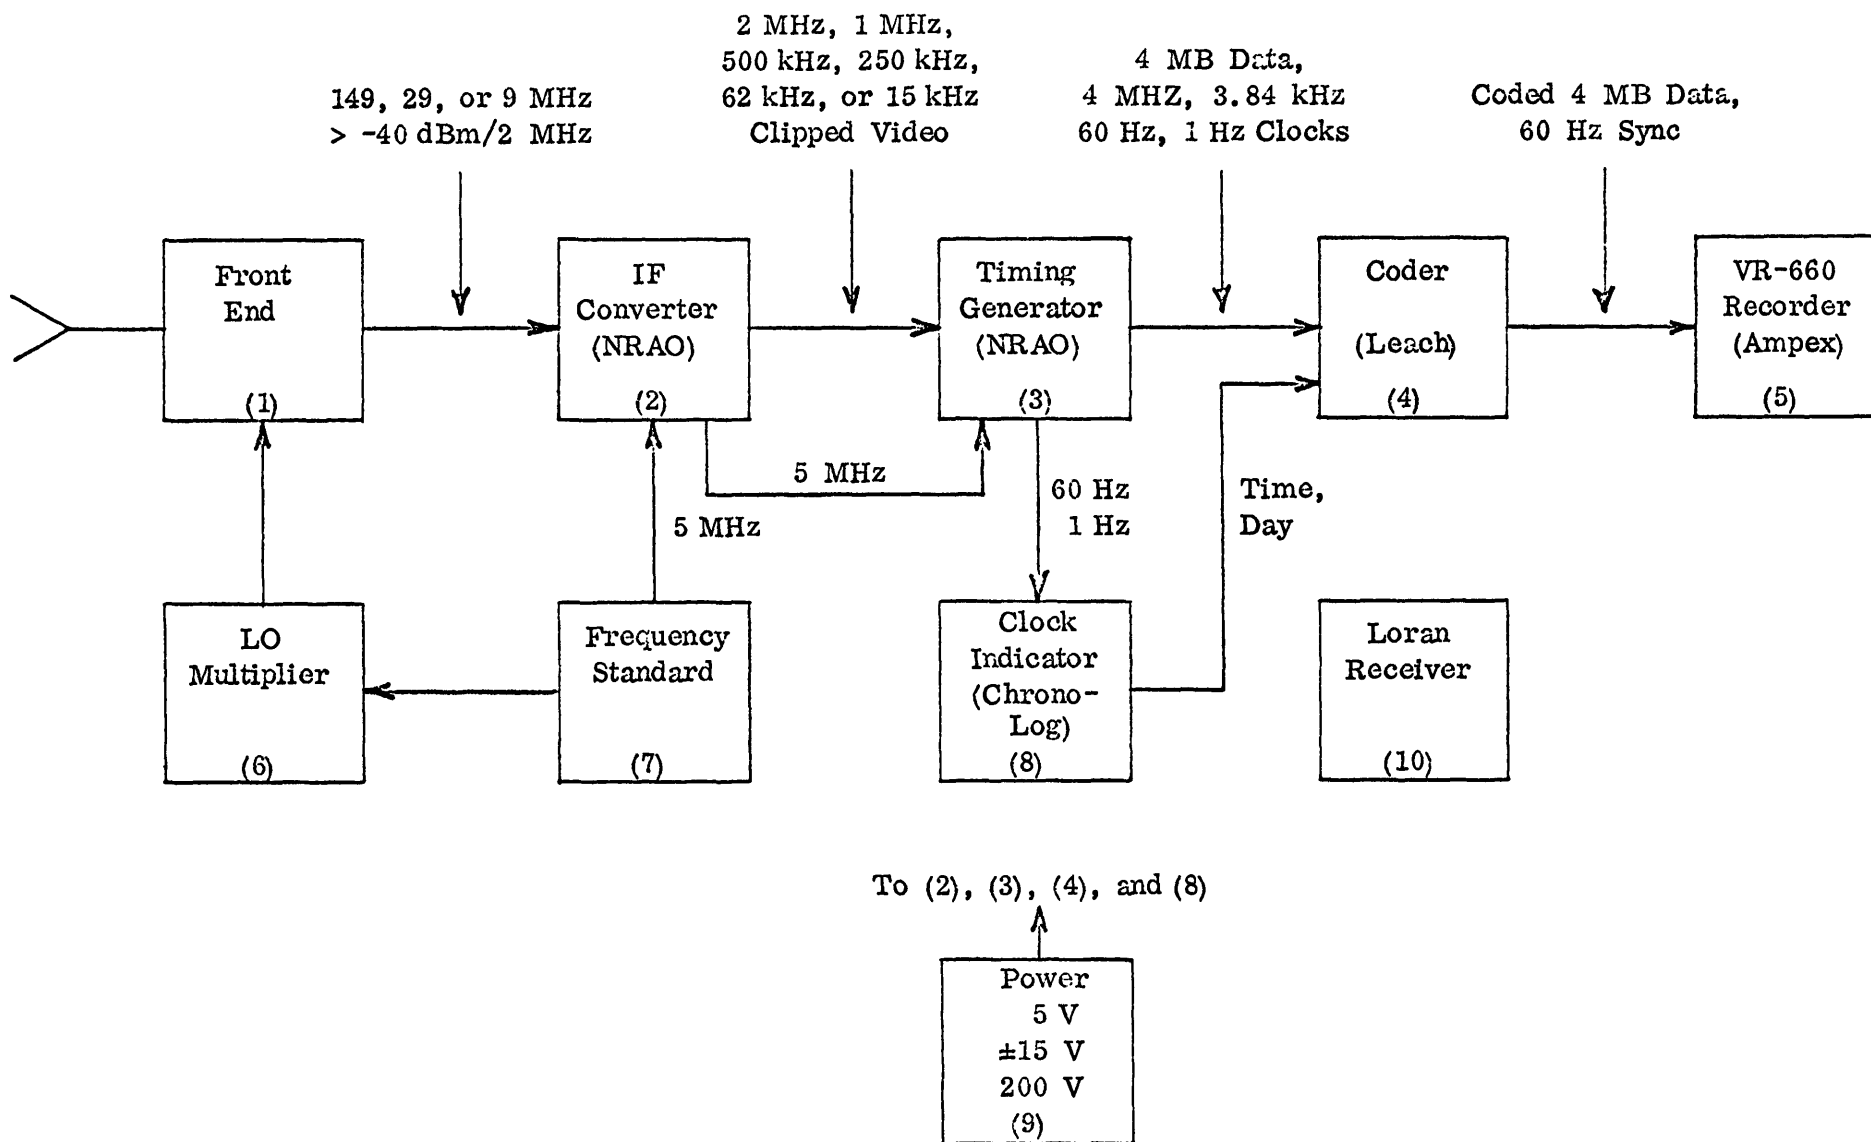 2 MHz, 1 MHz,
500 kHz, 250 kHz,
62 kHz, or 15 kHz
Clipped Video
149, 29, or 9 MHz
> -40 dBm/2 MHz
4 MB Data,
4 MHZ, 3.84 kHz
60 Hz, 1 Hz Clocks
Coded 4 MB Data,
60 Hz Sync
Front
End
(1)
IF
Converter
(NRAO)
(2)
Timing
Generator
(NRAO)
(3)
Coder
(Leach)
(4)
VR-660
Recorder
(Ampex)
(5)
5 MHz
5 MHz
60 Hz
1 Hz
Time,
Day
LO
Multiplier
(6)
Frequency
Standard
(7)
Clock
Indicator
(Chrono-
Log)
(8)
Loran
Receiver
(10)
To (2), (3), (4), and (8)
Power
5 V
±15 V
200 V
(9)